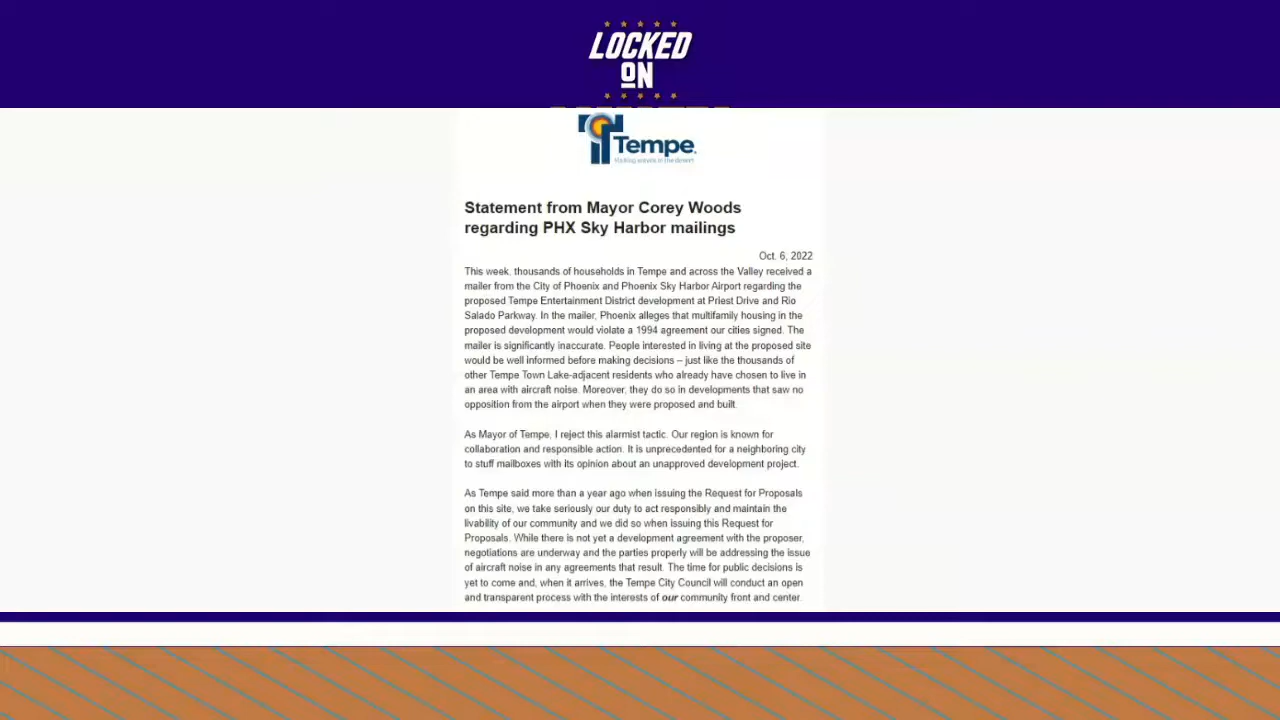 LOCKED
ON
Tempe
Making waves in the desert
Statement from Mayor Corey Woods
regarding PHX Sky Harbor mailings
Oct. 6, 2022
This week, thousands of households in Tempe and across the Valley received a
mailer from the City of Phoenix and Phoenix Sky Harbor Airport regarding the
proposed Tempe Entertainment District development at Priest Drive and Rio
Salado Parkway. In the mailer, Phoenix alleges that multifamily housing in the
proposed development would violate a 1994 agreement our cities signed. The
mailer is significantly inaccurate. People interested in living at the proposed site
would be well informed before making decisions – just like the thousands of
other Tempe Town Lake-adjacent residents who already have chosen to live in
an area with aircraft noise. Moreover, they do so in developments that saw no
opposition from the airport when they were proposed and built.
As Mayor of Tempe, I reject this alarmist tactic. Our region is known for
collaboration and responsible action. It is unprecedented for a neighboring city
to stuff mailboxes with its opinion about an unapproved development project.
As Tempe said more than a year ago when issuing the Request for Proposals
on this site, we take seriously our duty to act responsibly and maintain the
livability of our community and we did so when issuing this Request for
Proposals. While there is not yet a development agreement with the proposer,
negotiations are underway and the parties properly will be addressing the issue
of aircraft noise in any agreements that result. The time for public decisions is
yet to come and, when it arrives, the Tempe City Council will conduct an open
and transparent process with the interests of our community front and center.